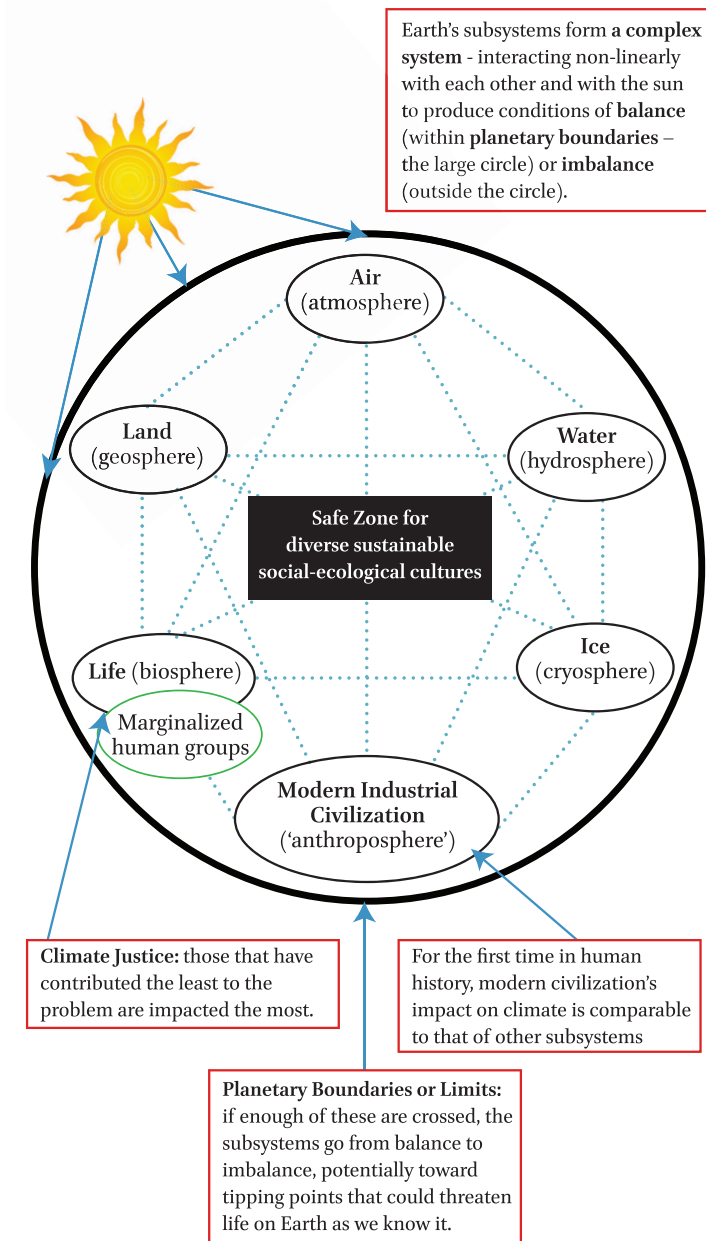 Earth’s subsystems form a complex
system - interacting non-linearly
with each other and with the sun
to produce conditions of balance
(within planetary boundaries –
the large circle) or imbalance
(outside the circle).
Air
(atmosphere)
Land
(geosphere)
Water
(hydrosphere)
Safe Zone for
diverse sustainable
social-ecological cultures
Life (biosphere)
Ice
(cryosphere)
Marginalized
human groups
Modern Industrial
Civilization
(‘anthroposphere’)
Climate Justice: those that have
contributed the least to the
problem are impacted the most.
For the first time in human
history, modern civilization’s
impact on climate is comparable
to that of other subsystems
Planetary Boundaries or Limits:
if enough of these are crossed, the
subsystems go from balance to
imbalance, potentially toward
tipping points that could threaten
life on Earth as we know it.